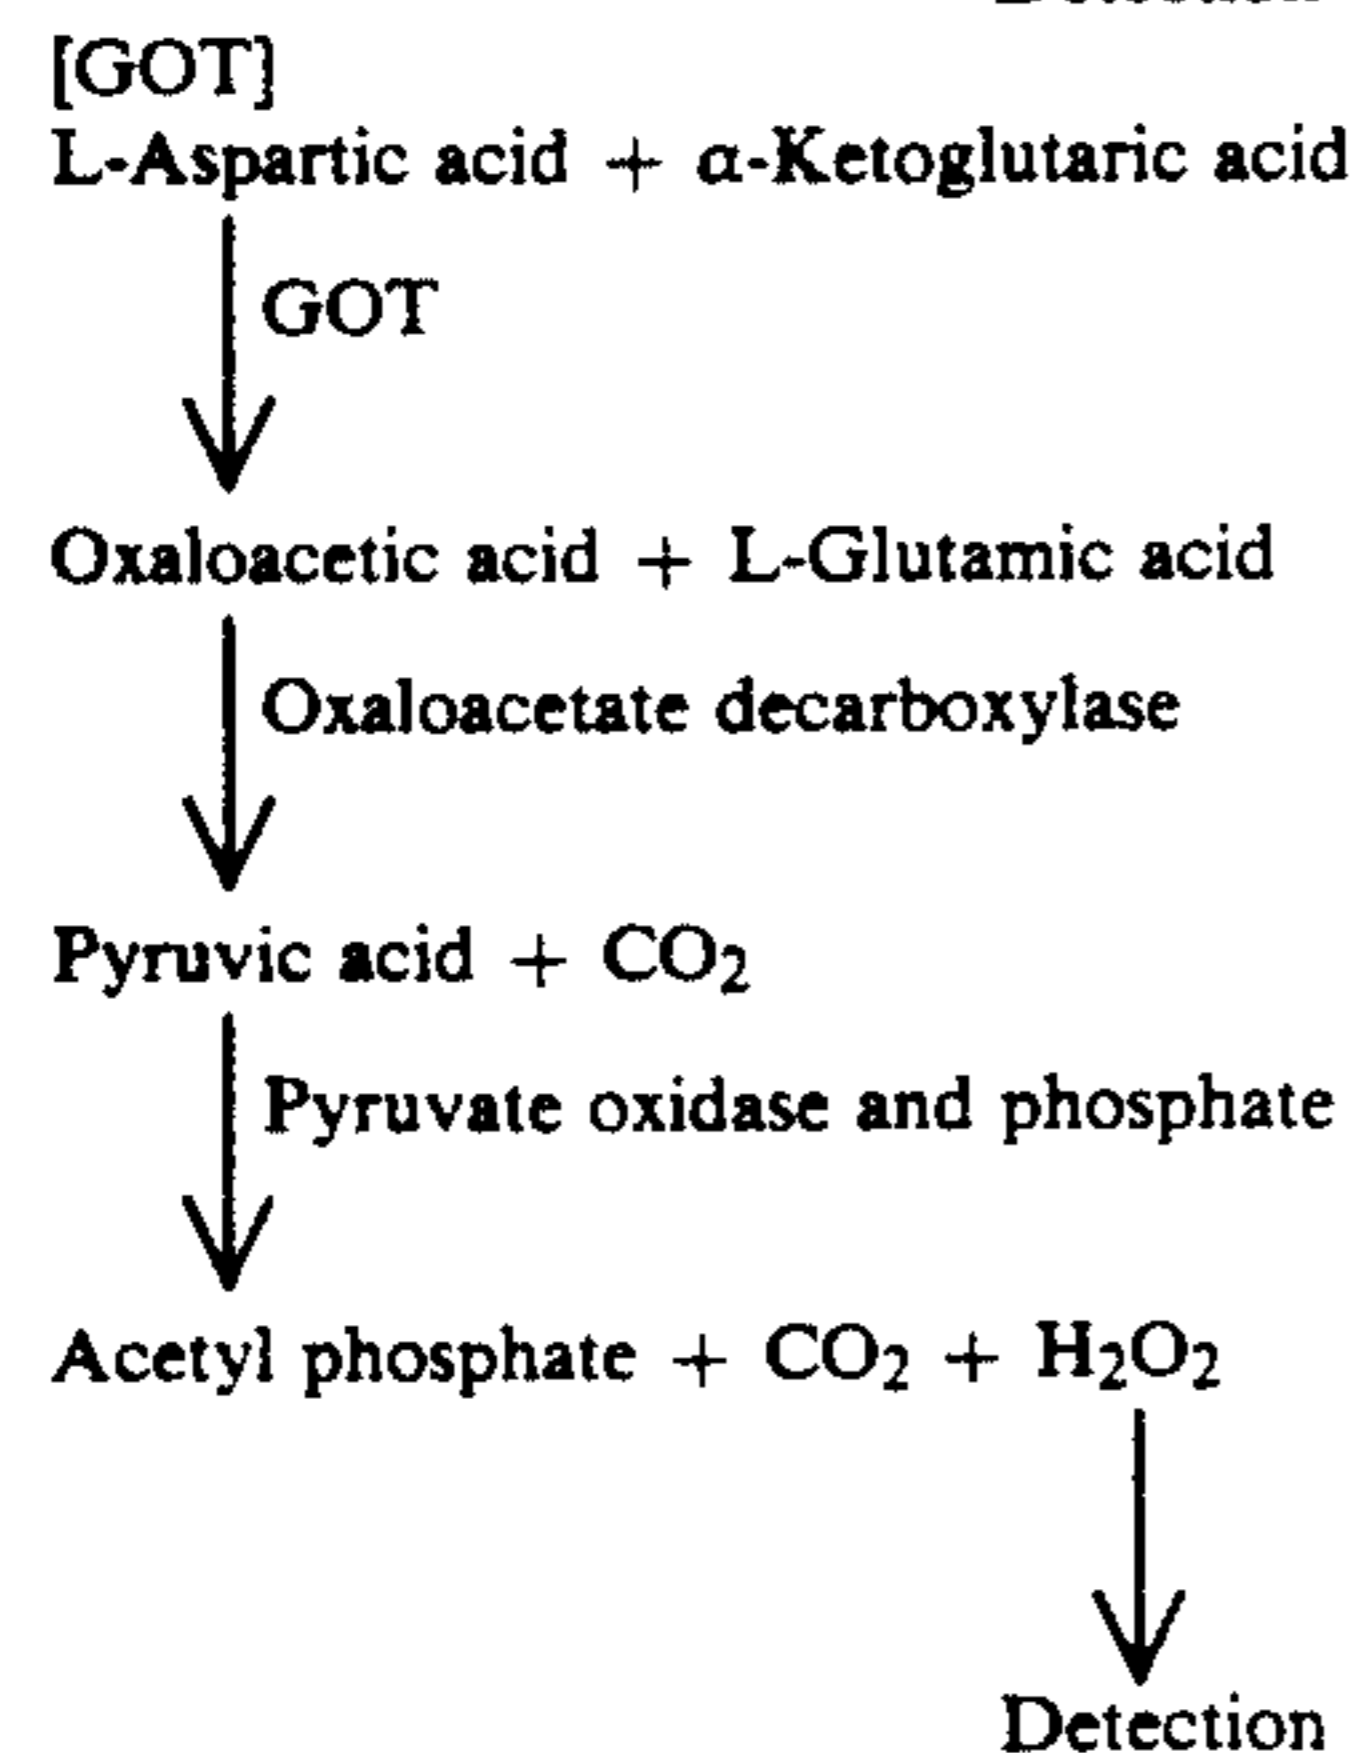 [GOT]
L-Aspartic acid + α-Ketoglutaric acid
GOT
Oxaloacetic acid + L-Glutamic acid
Oxaloacetate decarboxylase
Pyruvic acid + CO₂
Pyruvate oxidase and phosphate
Acetyl phosphate + CO₂ + H₂O₂
Detection